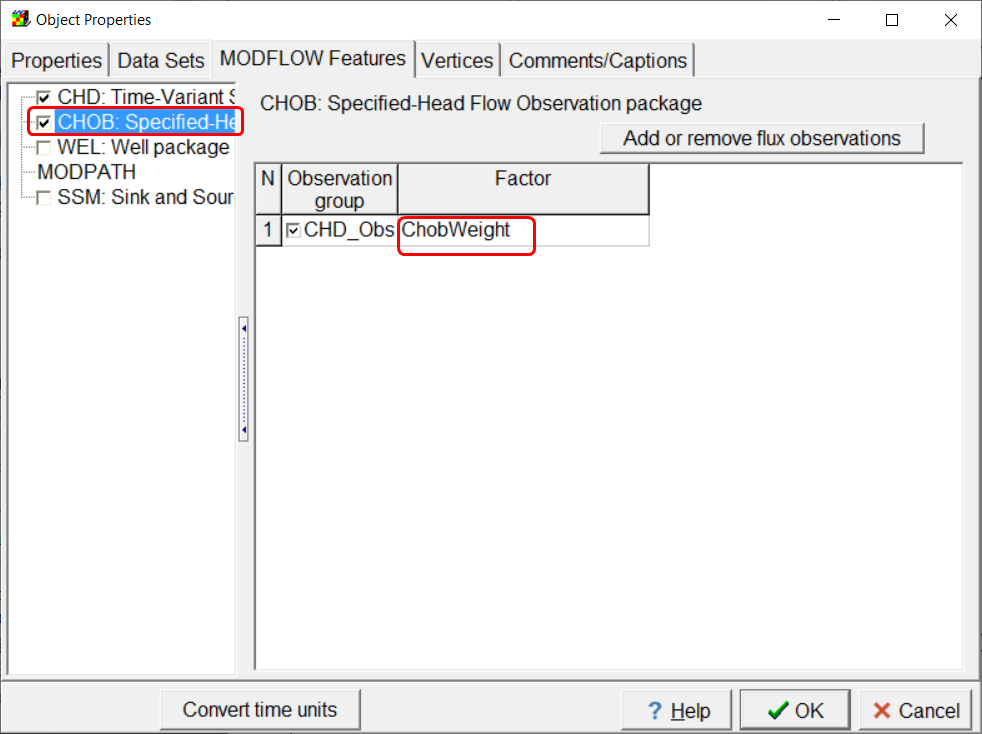 Object Properties
Properties
Data Sets
MODFLOW Features
Vertices
Comments/Captions
CHD: Time-Variant S
CHOB: Specified-He
WEL: Well package
MODPATH
SSM: Sink and Sour
CHOB: Specified-Head Flow Observation package
Add or remove flux observations
N
Observation
group
Factor
1
CHD_Obs
ChobWeight
Convert time units
? Help
OK
Cancel